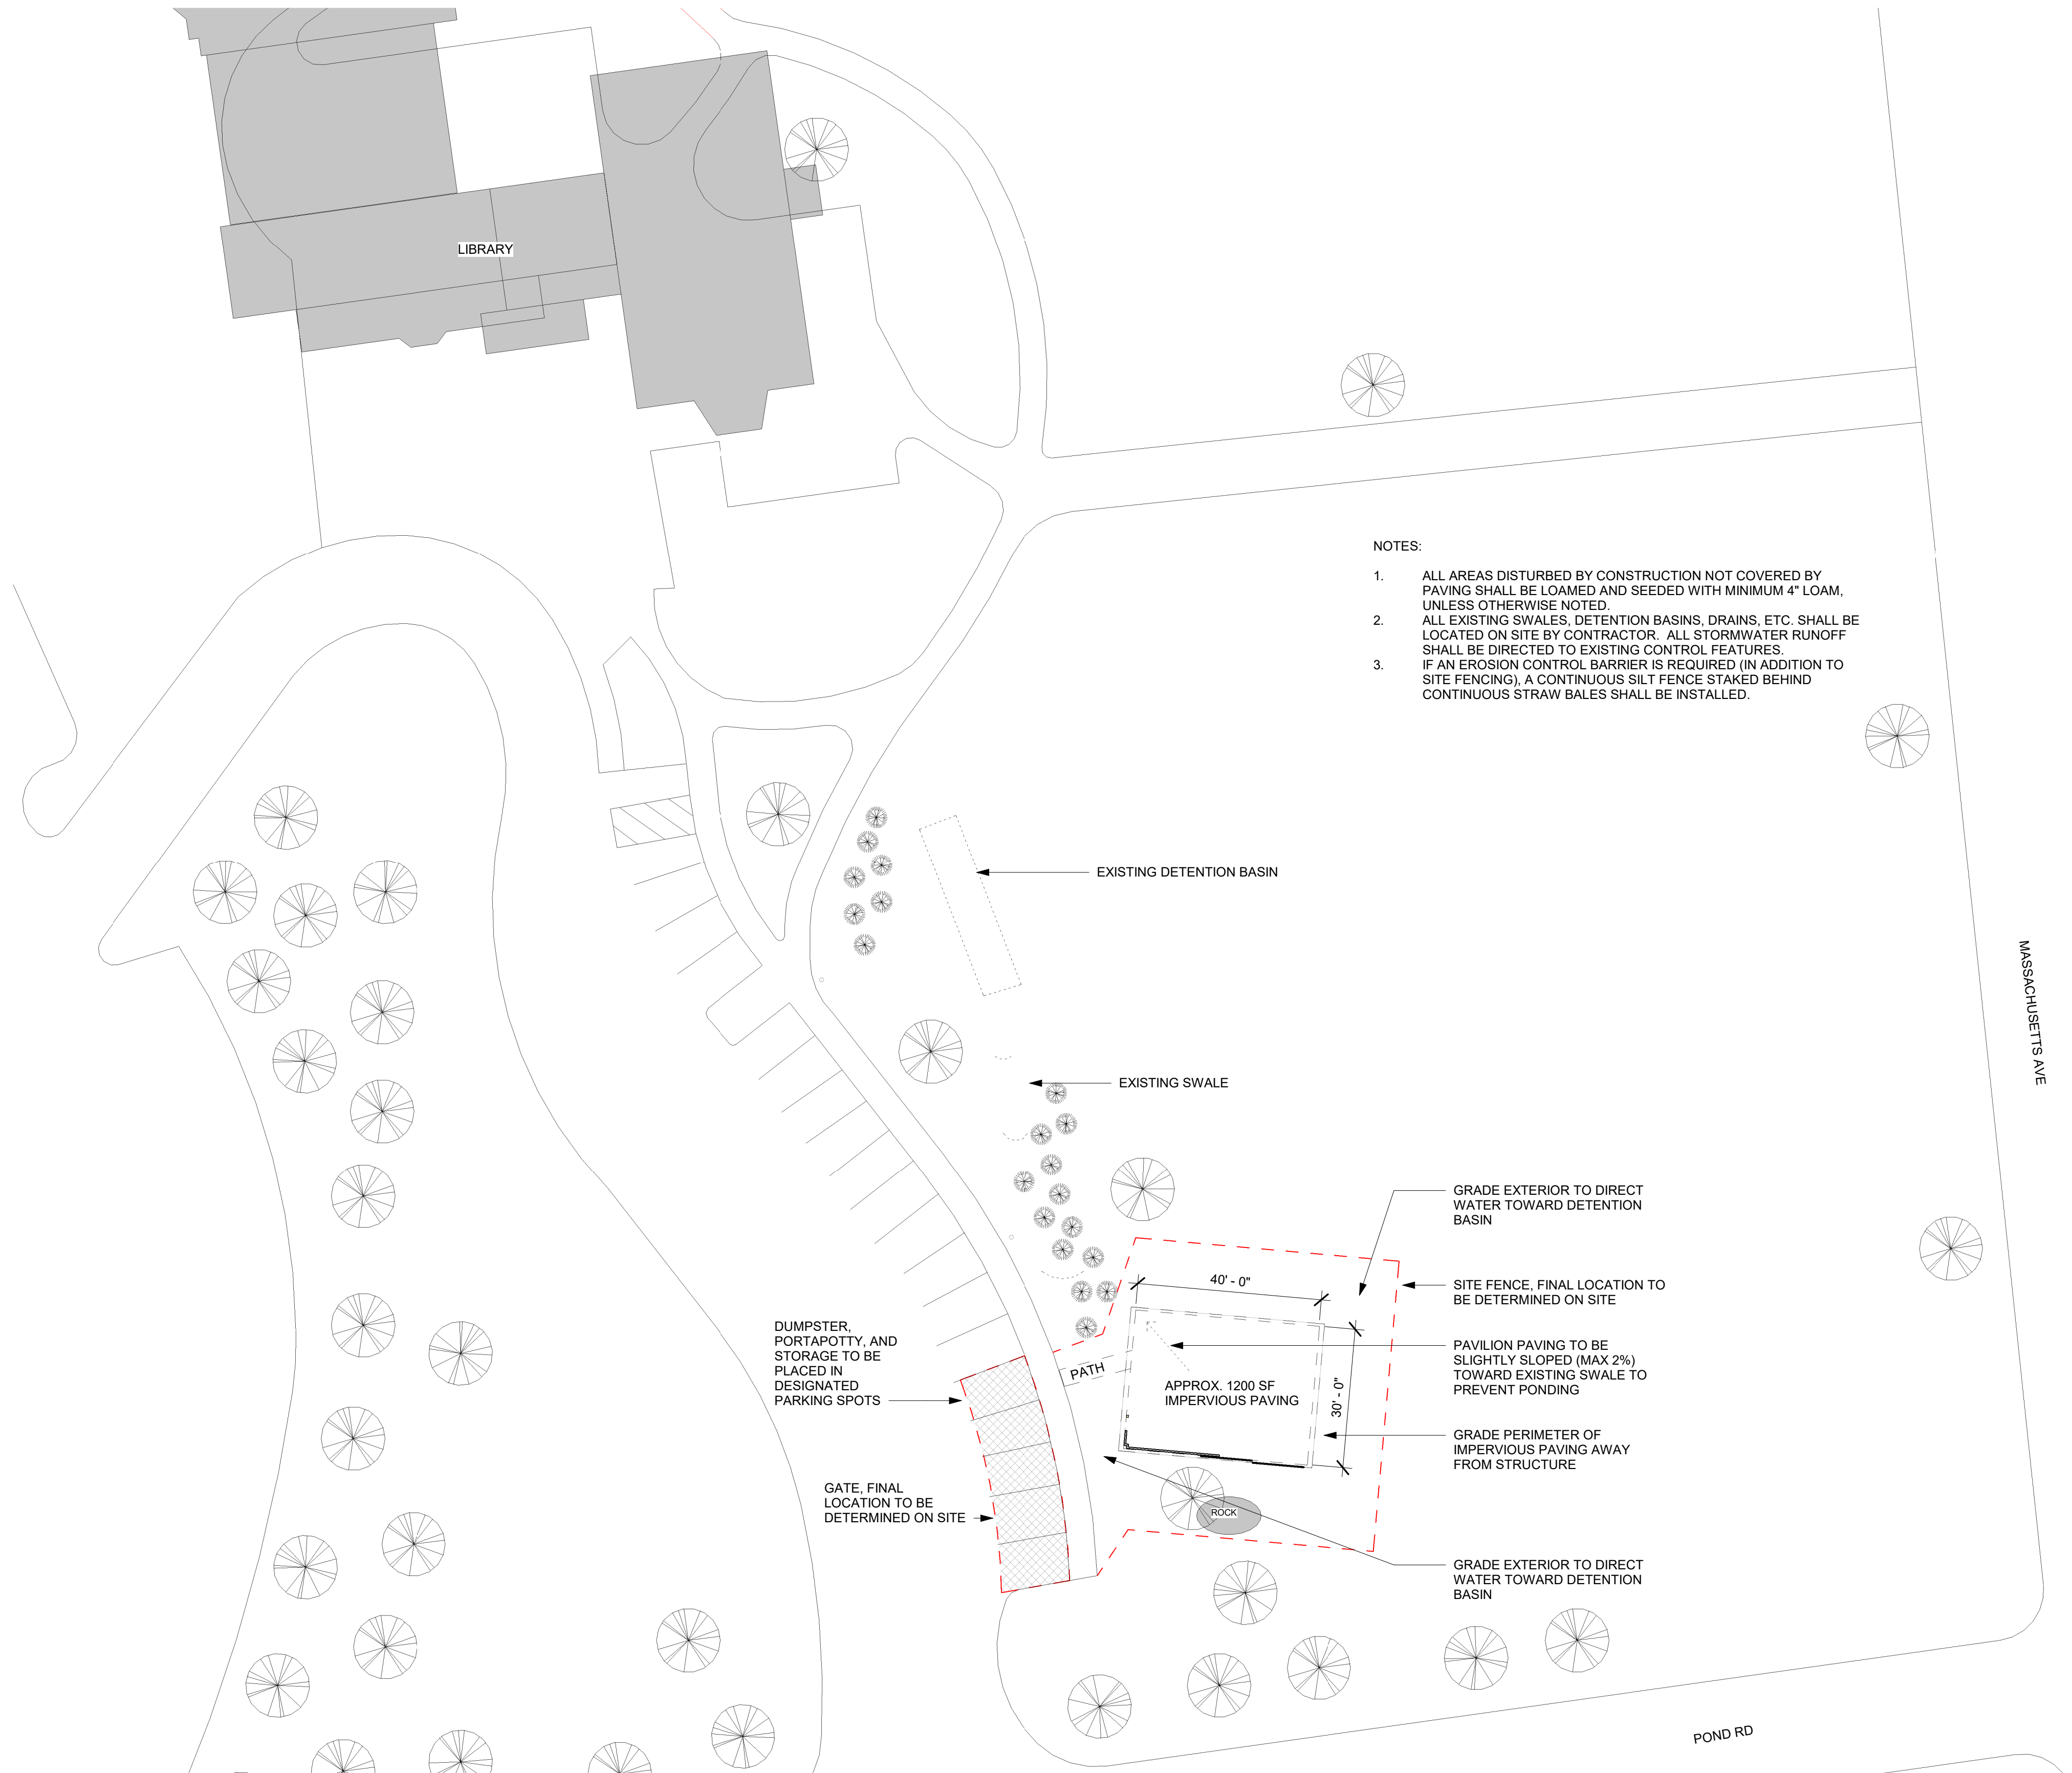 LIBRARY
NOTES:
1. ALL AREAS DISTURBED BY CONSTRUCTION NOT COVERED BY
PAVING SHALL BE LOAMED AND SEEDED WITH MINIMUM 4" LOAM,
UNLESS OTHERWISE NOTED.
2. ALL EXISTING SWALES, DETENTION BASINS, DRAINS, ETC. SHALL BE
LOCATED ON SITE BY CONTRACTOR. ALL STORMWATER RUNOFF
SHALL BE DIRECTED TO EXISTING CONTROL FEATURES.
3. IF AN EROSION CONTROL BARRIER IS REQUIRED (IN ADDITION TO
SITE FENCING), A CONTINUOUS SILT FENCE STAKED BEHIND
CONTINUOUS STRAW BALES SHALL BE INSTALLED.
EXISTING DETENTION BASIN
MASSACHUSETTS AVE
EXISTING SWALE
GRADE EXTERIOR TO DIRECT
WATER TOWARD DETENTION
BASIN
40' - 0"
SITE FENCE, FINAL LOCATION TO
BE DETERMINED ON SITE
DUMPSTER,
PORTAPOTTY, AND
STORAGE TO BE
PLACED IN
DESIGNATED
PARKING SPOTS
PATH
APPROX. 1200 SF
IMPERVIOUS PAVING
30' - 0"
PAVILION PAVING TO BE
SLIGHTLY SLOPED (MAX 2%)
TOWARD EXISTING SWALE TO
PREVENT PONDING
GRADE PERIMETER OF
IMPERVIOUS PAVING AWAY
FROM STRUCTURE
GATE, FINAL
LOCATION TO BE
DETERMINED ON SITE
ROCK
GRADE EXTERIOR TO DIRECT
WATER TOWARD DETENTION
BASIN
POND RD